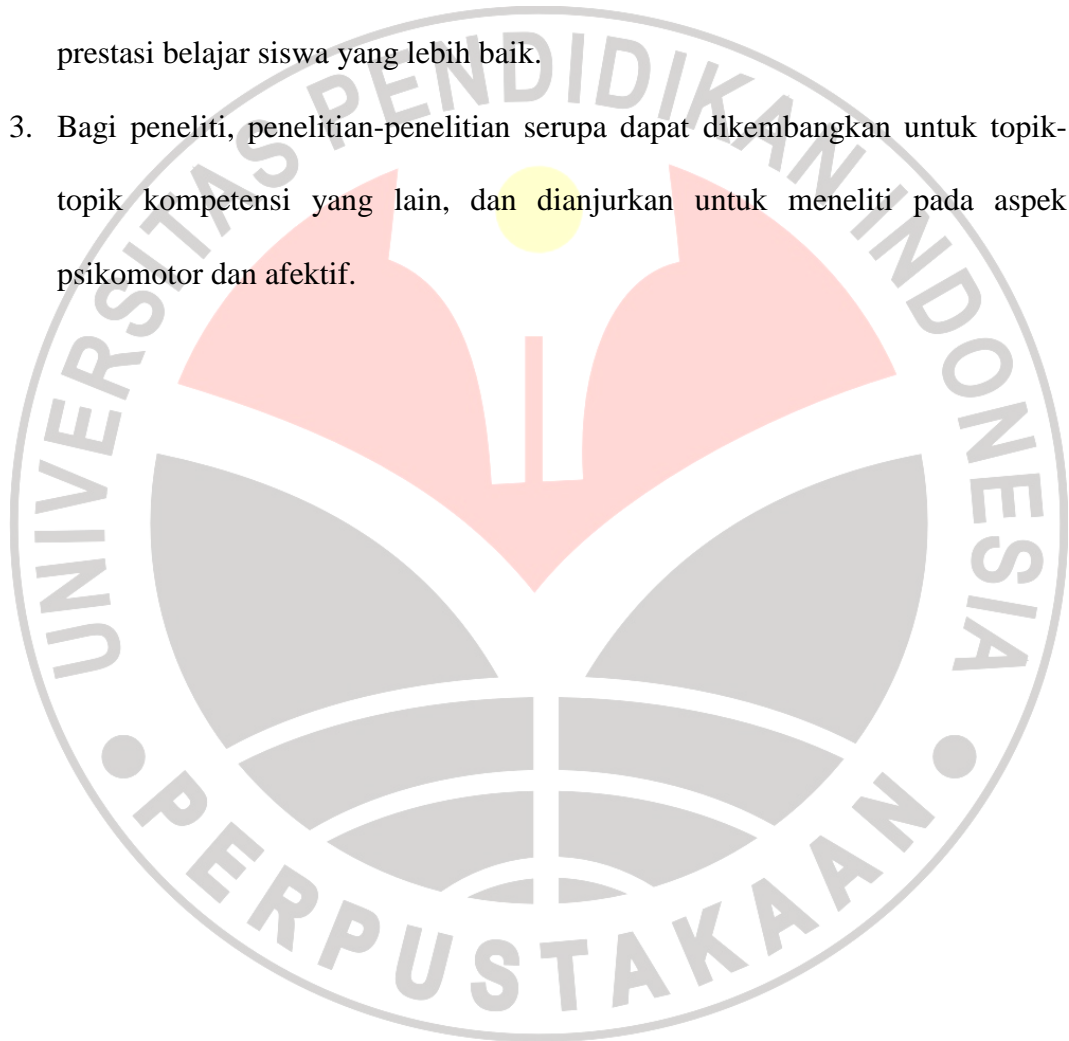 prestasi belajar siswa yang lebih baik.
3. Bagi peneliti, penelitian-penelitian serupa dapat dikembangkan untuk topik-
topik kompetensi yang lain, dan dianjurkan untuk meneliti pada aspek
psikomotor dan afektif.
UNIVERSITAS PENDIDIKAN INDONESIA
PERPUSTAKAAN